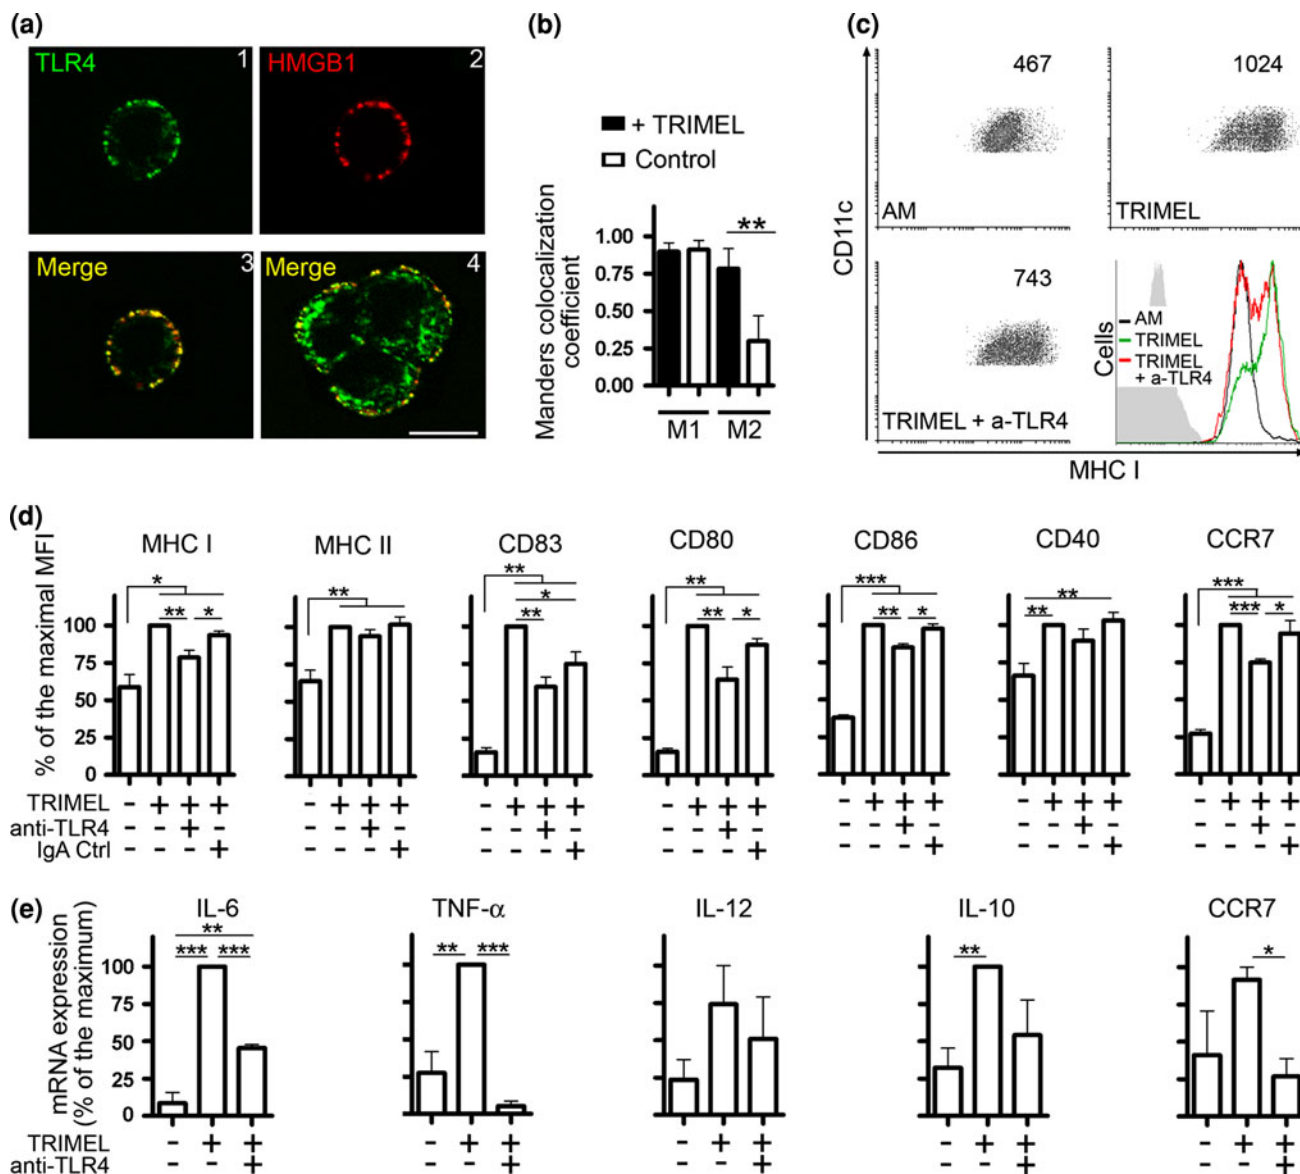 (a)
TLR4 1
HMGB1 2
Merge 3
Merge 4
(b)
+ TRIMEL
Control
Manders colocalization
coefficient
**
1.00
0.75
0.50
0.25
0.00
M1 M2
(c)
CD11c
467
AM
1024
TRIMEL
743
TRIMEL + a-TLR4
Cells
AM
TRIMEL
TRIMEL
+ a-TLR4
MHC I
(d)
% of the maximal MFI
MHC I MHC II CD83 CD80 CD86 CD40 CCR7
* ** *
**
** * **
** ** *
*** ** *
** **
*** *** *
100
75
50
25
0
TRIMEL - + + + - + + + - + + + - + + + - + + + - + + + - + + +
anti-TLR4 - - + - - - + - - - + - - - + - - - + - - - + - - - + -
IgA Ctrl - - - + - - - + - - - + - - - + - - - + - - - + - - - +
(e)
mRNA expression
(% of the maximum)
IL-6 TNF-α IL-12 IL-10 CCR7
** *** ***
** ***
**
*
100
75
50
25
0
TRIMEL - + + - + + - + + - + + - + +
anti-TLR4 - - + - - + - - + - - + - - +